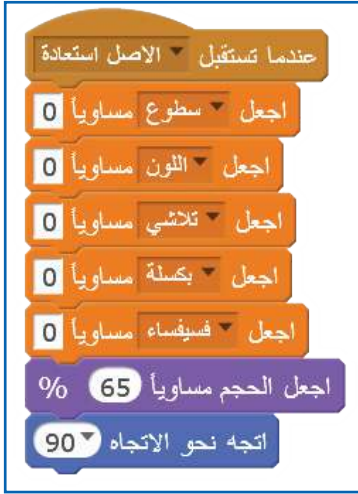 عندما تستقبل الاصل استعادة
اجعل سطوع مساوياً 0
اجعل اللون مساوياً 0
اجعل تلاشي مساوياً 0
اجعل بكسلة مساوياً 0
اجعل فسيفساء مساوياً 0
اجعل الحجم مساوياً 65 %
اتجه نحو الاتجاه 90